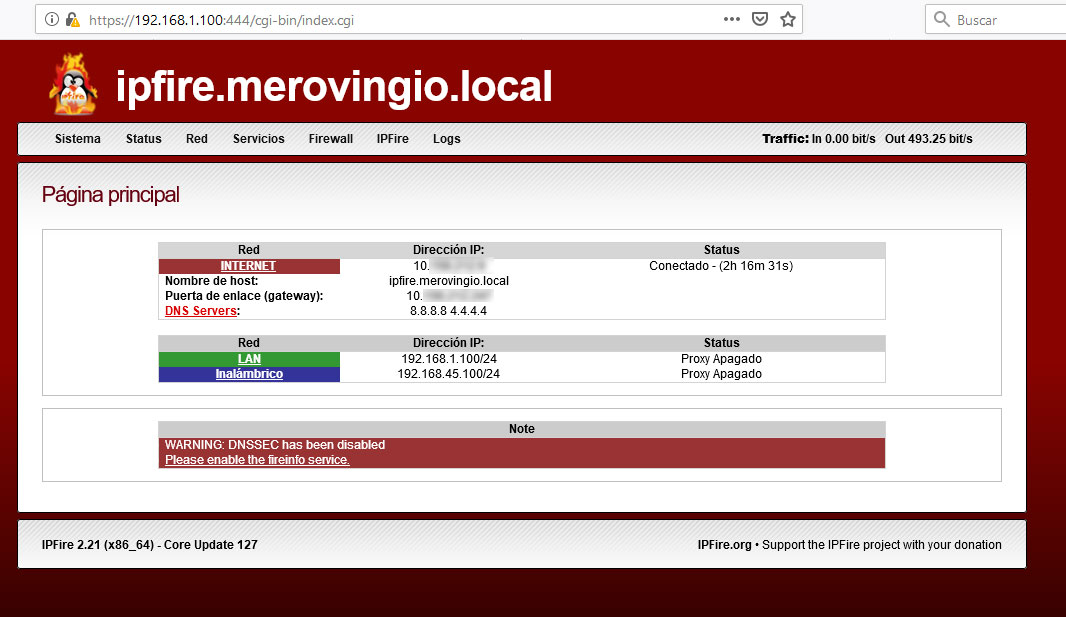 https://192.168.1.100:444/cgi-bin/index.cgi
Buscar
ipfire.merovingio.local
Sistema Status Red Servicios Firewall IPFire Logs Traffic: In 0.00 bit/s Out 493.25 bit/s
Página principal
Red Dirección IP: Status
INTERNET 10. Conectado - (2h 16m 31s)
Nombre de host: ipfire.merovingio.local
Puerta de enlace (gateway): 10.
DNS Servers: 8.8.8.8 4.4.4.4
Red Dirección IP: Status
LAN 192.168.1.100/24 Proxy Apagado
Inalámbrico 192.168.45.100/24 Proxy Apagado
Note
WARNING: DNSSEC has been disabled
Please enable the fireinfo service.
IPFire 2.21 (x86_64) - Core Update 127 IPFire.org • Support the IPFire project with your donation